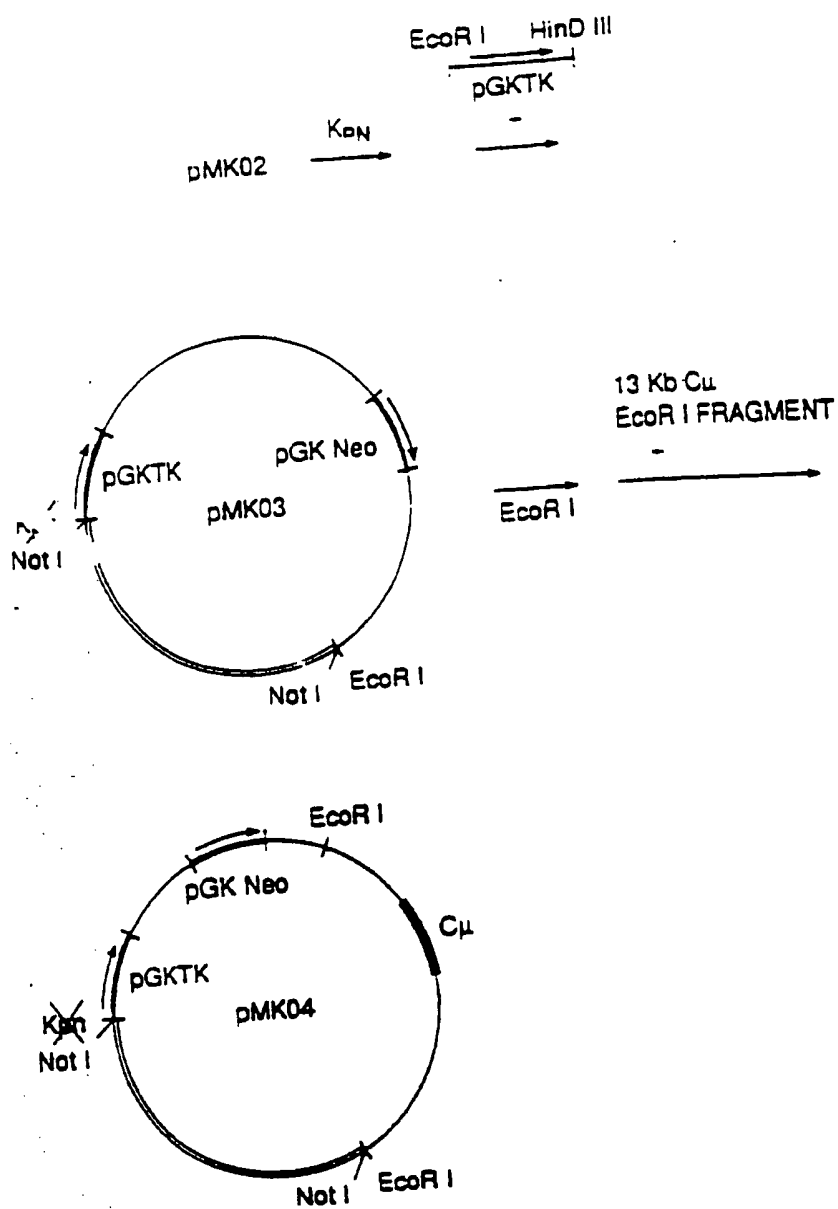 EcoR I HinD III
pGKTK
KpN
pMK02
13 Kb Cμ
EcoR I FRAGMENT
pGK Neo
pGKTK
pMK03
EcoR I
Not I
Not I EcoR I
EcoR I
pGK Neo
Cμ
pGKTK
pMK04
Kpn
Not I
Not I EcoR I